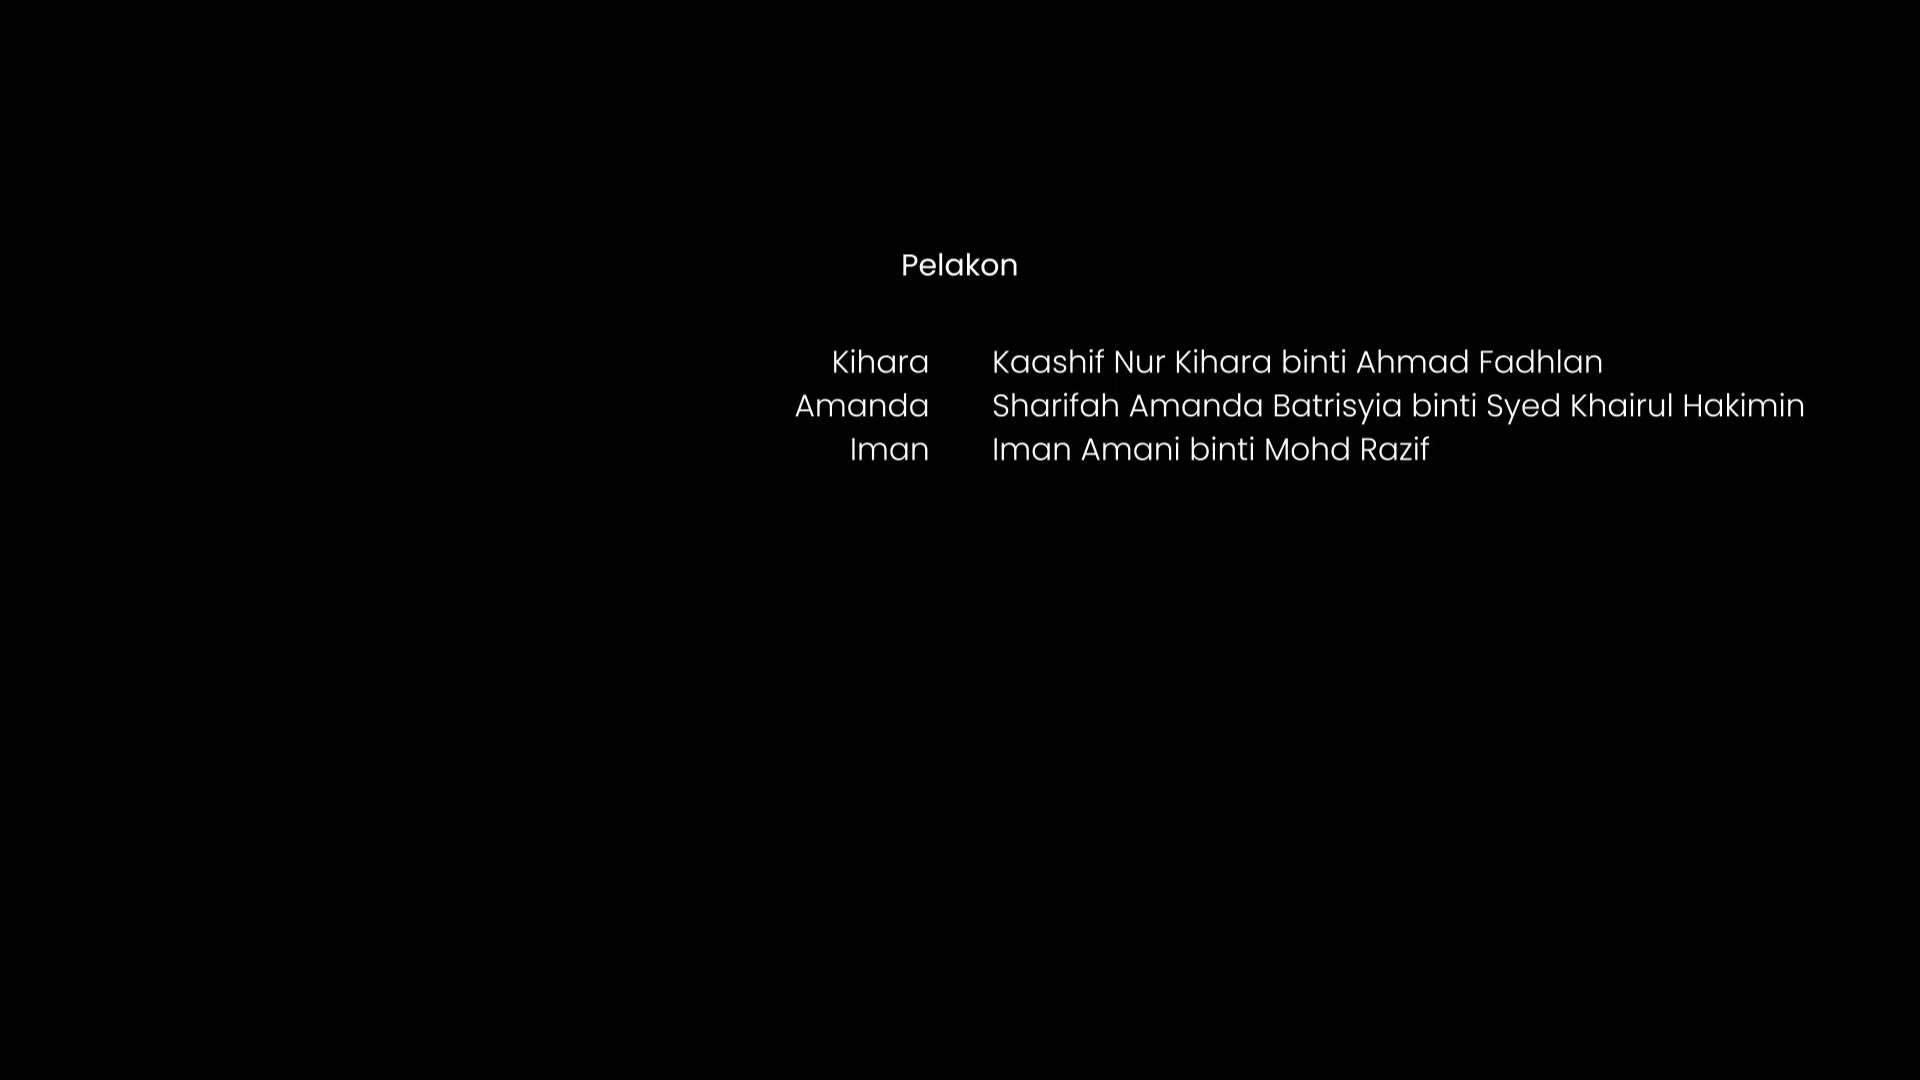 Pelakon
Kihara Kaashif Nur Kihara binti Ahmad Fadhlan
Amanda Sharifah Amanda Batrisyia binti Syed Khairul Hakimin
Iman Iman Amani binti Mohd Razif